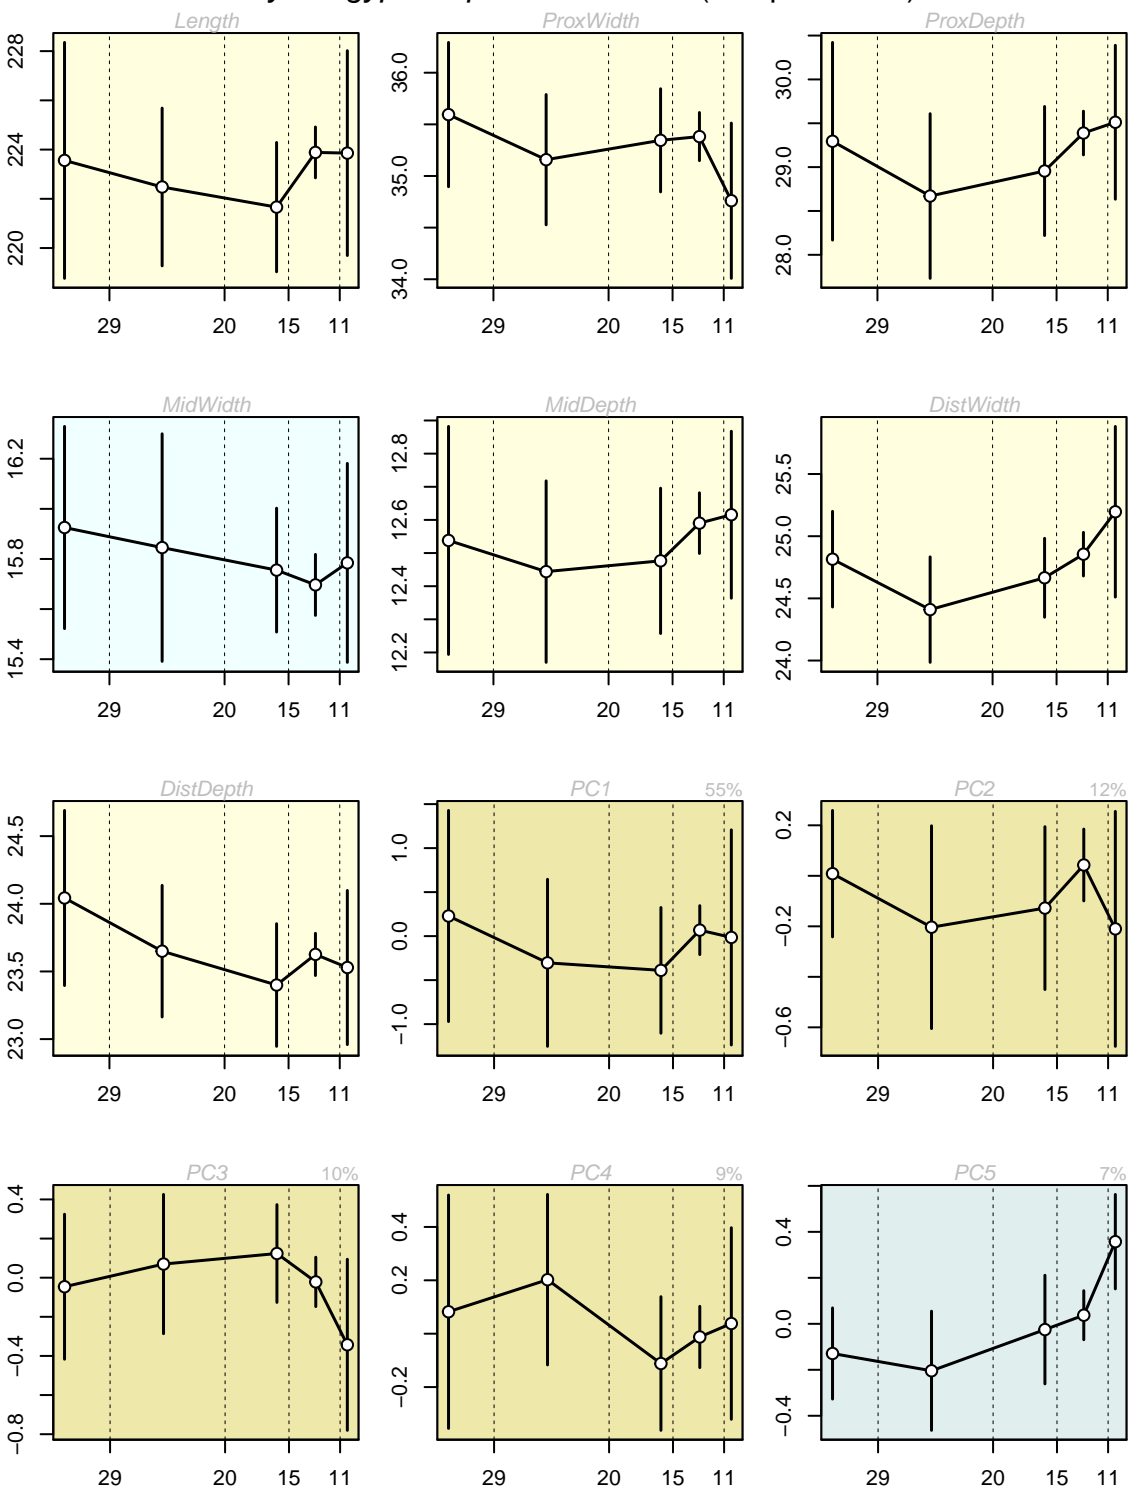 Length ProxWidth ProxDepth
228 224 220
36.0 35.0 34.0
30.0 29.0 28.0
29 20 15 11 29 20 15 11 29 20 15 11
MidWidth MidDepth DistWidth
16.2 15.8 15.4
12.8 12.6 12.4 12.2
25.5 25.0 24.5 24.0
29 20 15 11 29 20 15 11 29 20 15 11
DistDepth PC1 55% PC2 12%
24.5 24.0 23.5 23.0
1.0 0.0 −1.0
0.2 −0.2 −0.6
29 20 15 11 29 20 15 11 29 20 15 11
PC3 10% PC4 9% PC5 7%
0.4 0.0 −0.4 −0.8
0.4 0.2 −0.2
0.4 0.0 −0.4
29 20 15 11 29 20 15 11 29 20 15 11